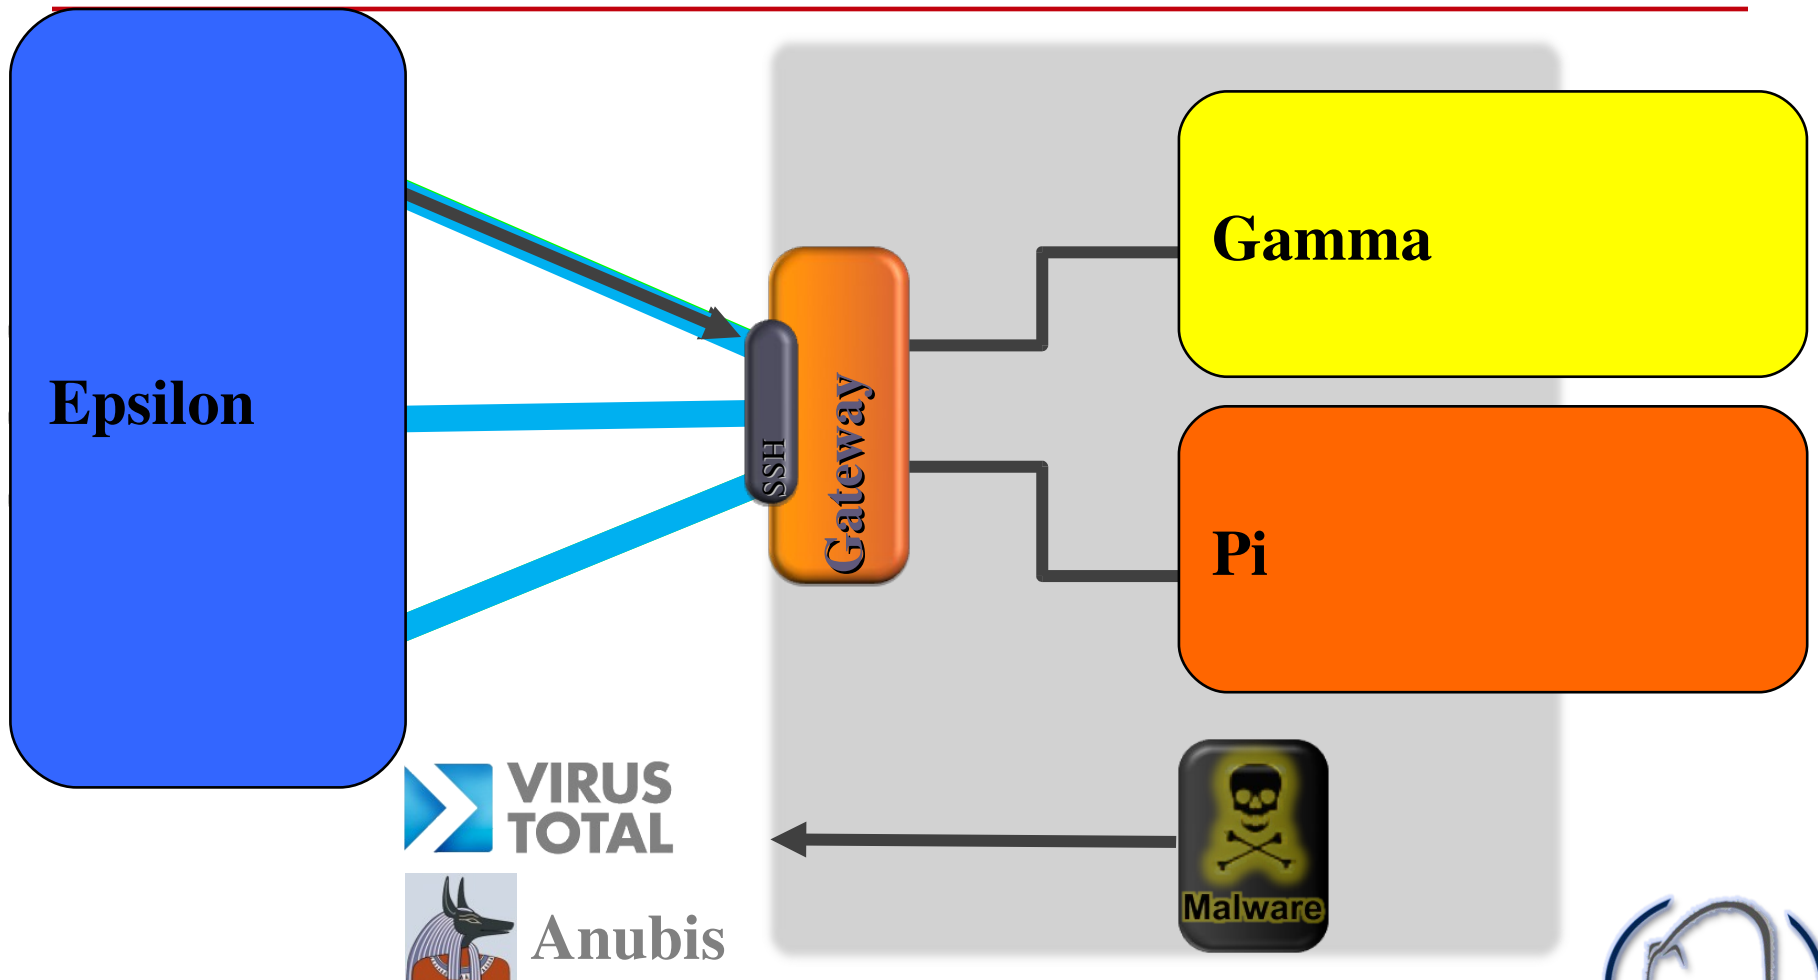 Epsilon
Gamma
Gateway
SSH
Pi
VIRUS
TOTAL
Malware
Anubis